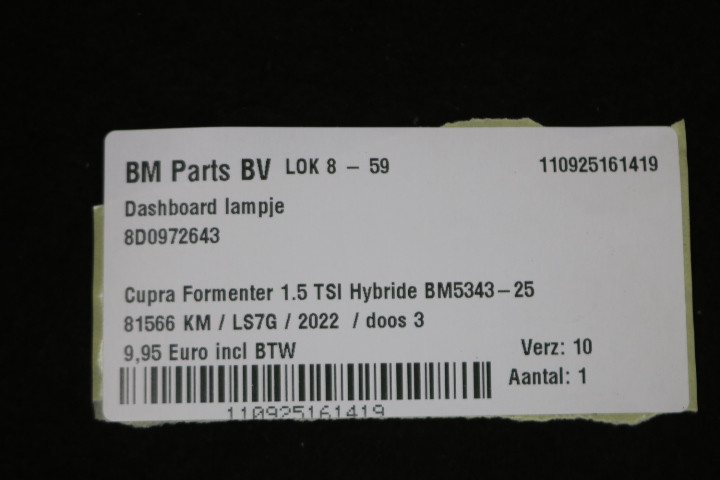 BM Parts BV LOK 8 – 59 110925161419
Dashboard lampje
8D0972643
Cupra Formenter 1.5 TSI Hybride BM5343–25
81566 KM / LS7G / 2022 / doos 3
9,95 Euro incl BTW Verz: 10
Aantal: 1
110925161419